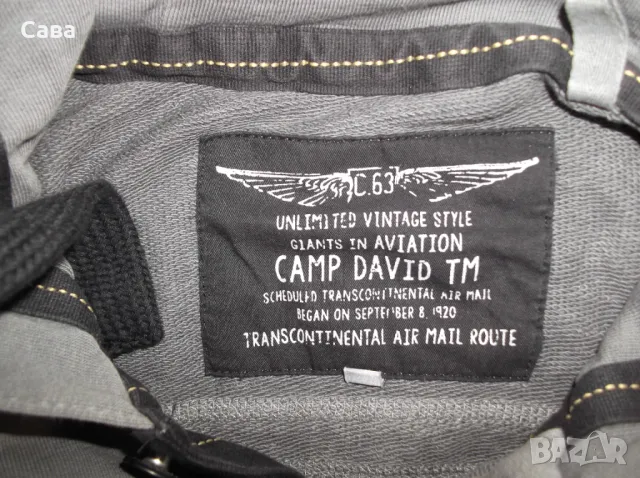 Сава
C.63
UNLIMITED VINTAGE STYLE
GIANTS IN AVIATION
CAMP DAVID TM
SCHEDULED TRANSCONTINENTAL AIR MAIL
BEGAN ON SEPTEMBER 8, 1920
TRANSCONTINENTAL AIR MAIL ROUTE
BAZAR